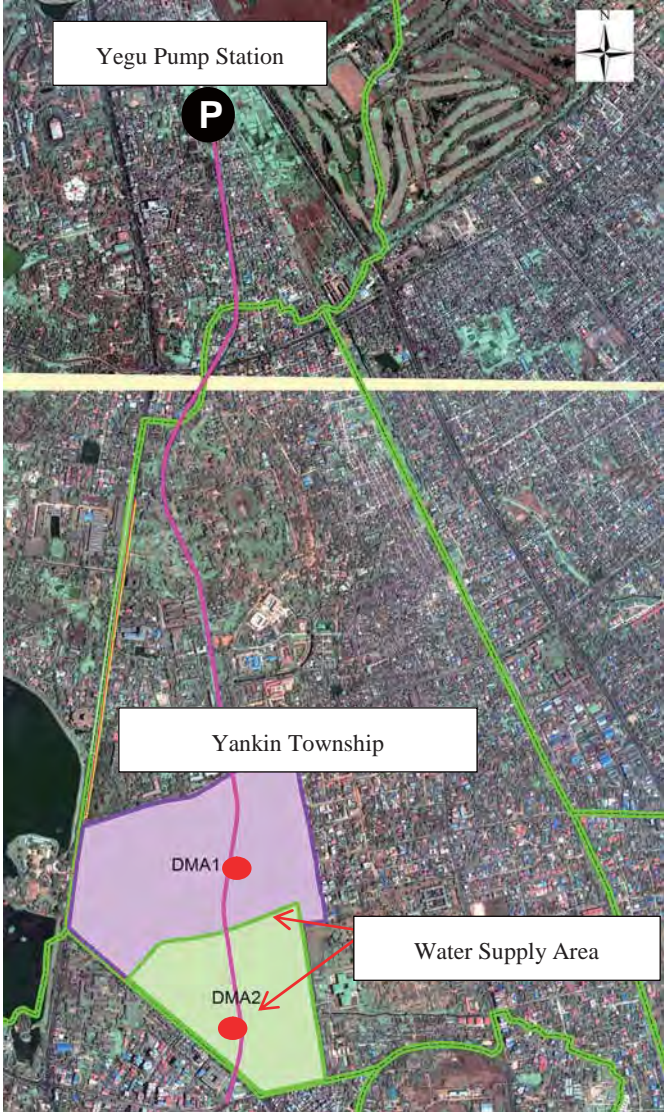 N
Yegu Pump Station
P
Yankin Township
DMA1
Water Supply Area
DMA2